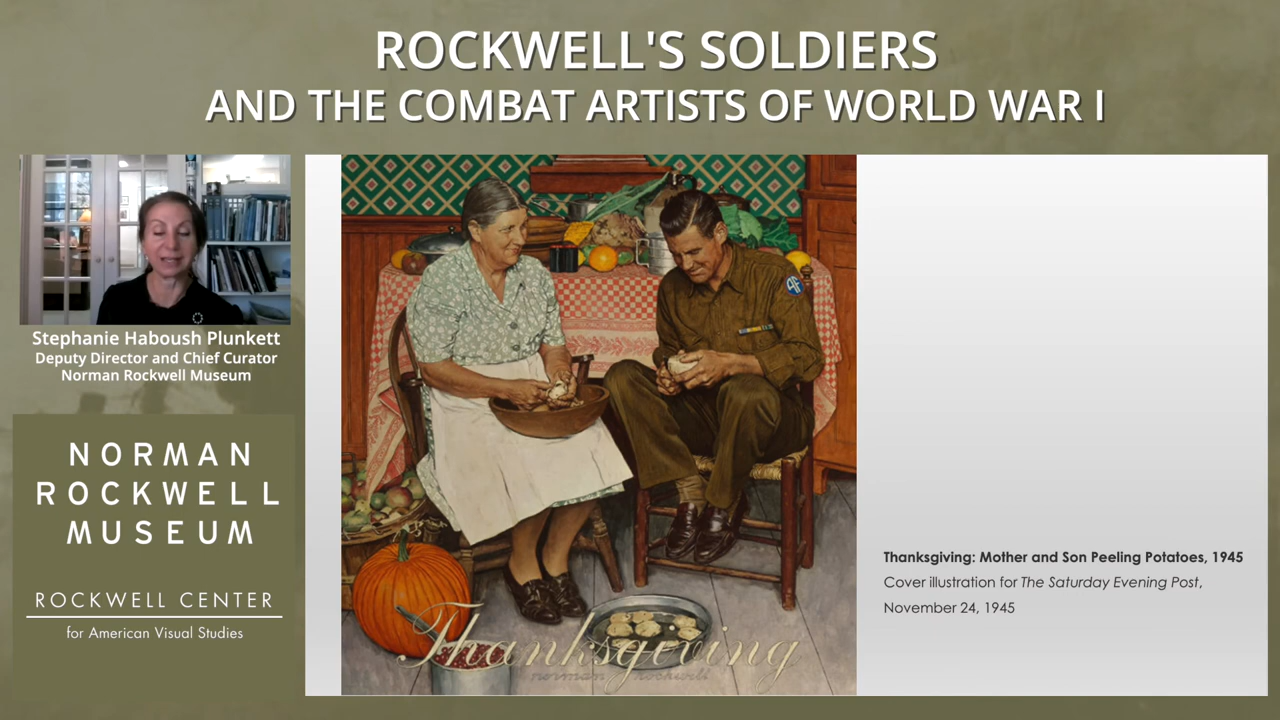 ROCKWELL'S SOLDIERS
AND THE COMBAT ARTISTS OF WORLD WAR I
Stephanie Haboush Plunkett
Deputy Director and Chief Curator
Norman Rockwell Museum
NORMAN
ROCKWELL
MUSEUM
ROCKWELL CENTER
for American Visual Studies
Thanksgiving
norman rockwell
Thanksgiving: Mother and Son Peeling Potatoes, 1945
Cover illustration for The Saturday Evening Post,
November 24, 1945